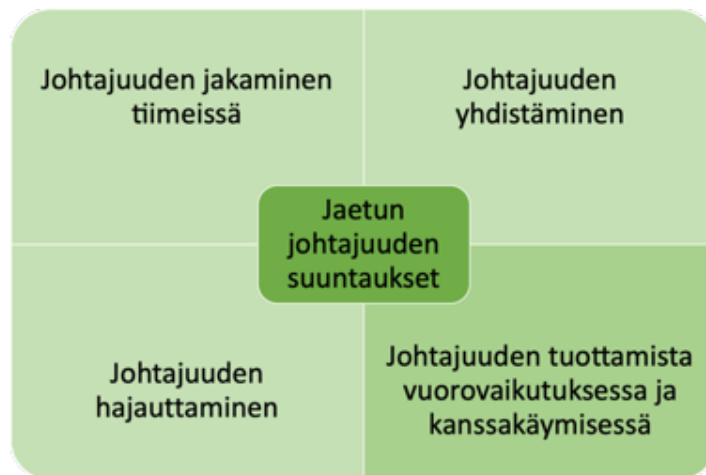 Johtajuuden jakaminen
tiimeissä
Johtajuuden
yhdistäminen
Jaetun
johtajuuden
suuntaukset
Johtajuuden
hajauttaminen
Johtajuuden tuottamista
vuorovaikutuksessa ja
kanssakäymisessä